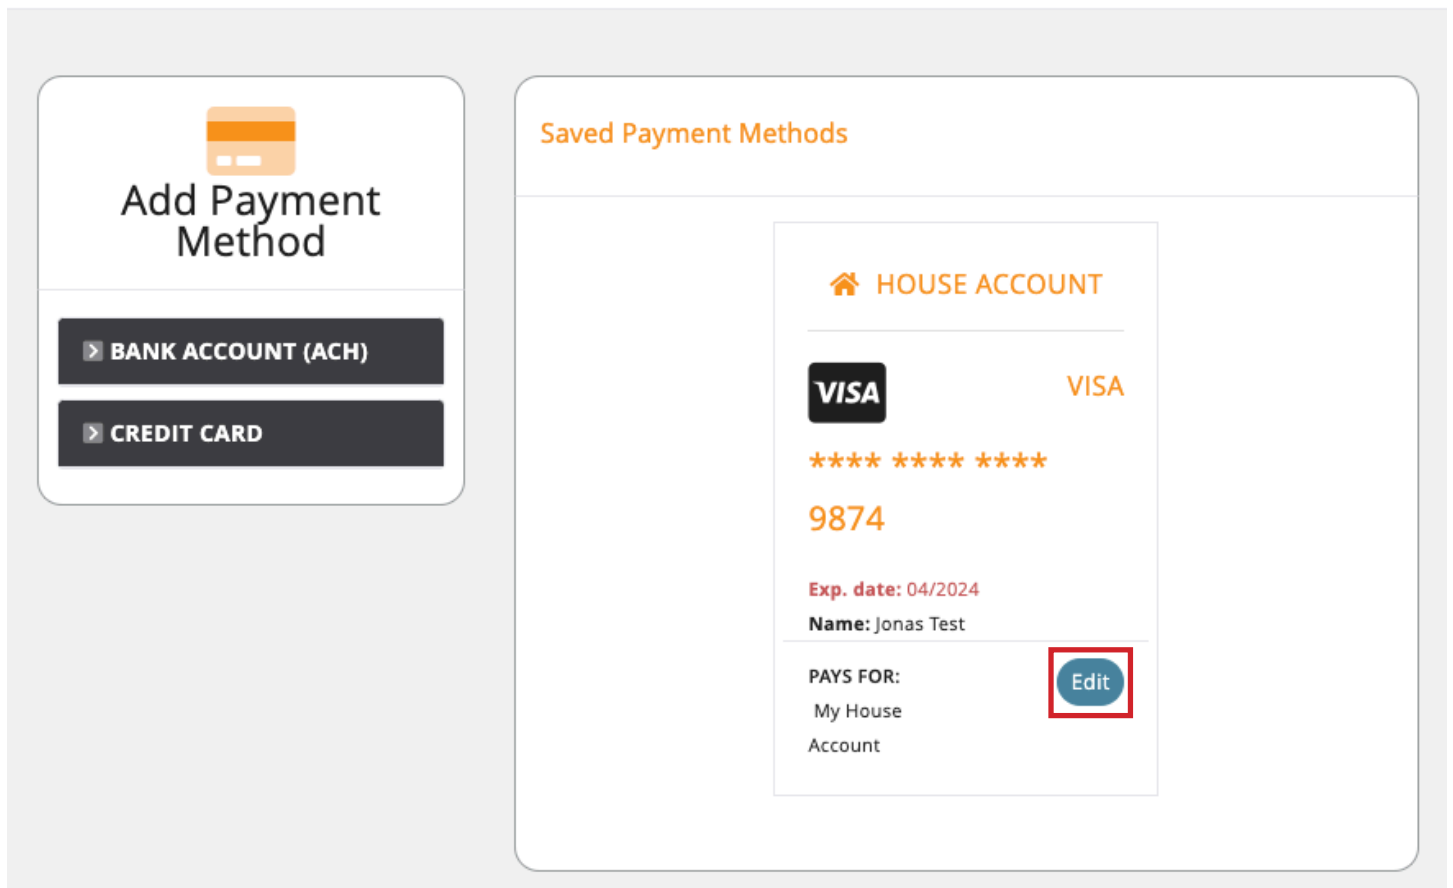 Add Payment
Method
BANK ACCOUNT (ACH)
CREDIT CARD
Saved Payment Methods
HOUSE ACCOUNT
VISA VISA
**** **** ****
9874
Exp. date: 04/2024
Name: Jonas Test
PAYS FOR:
Edit
My House
Account